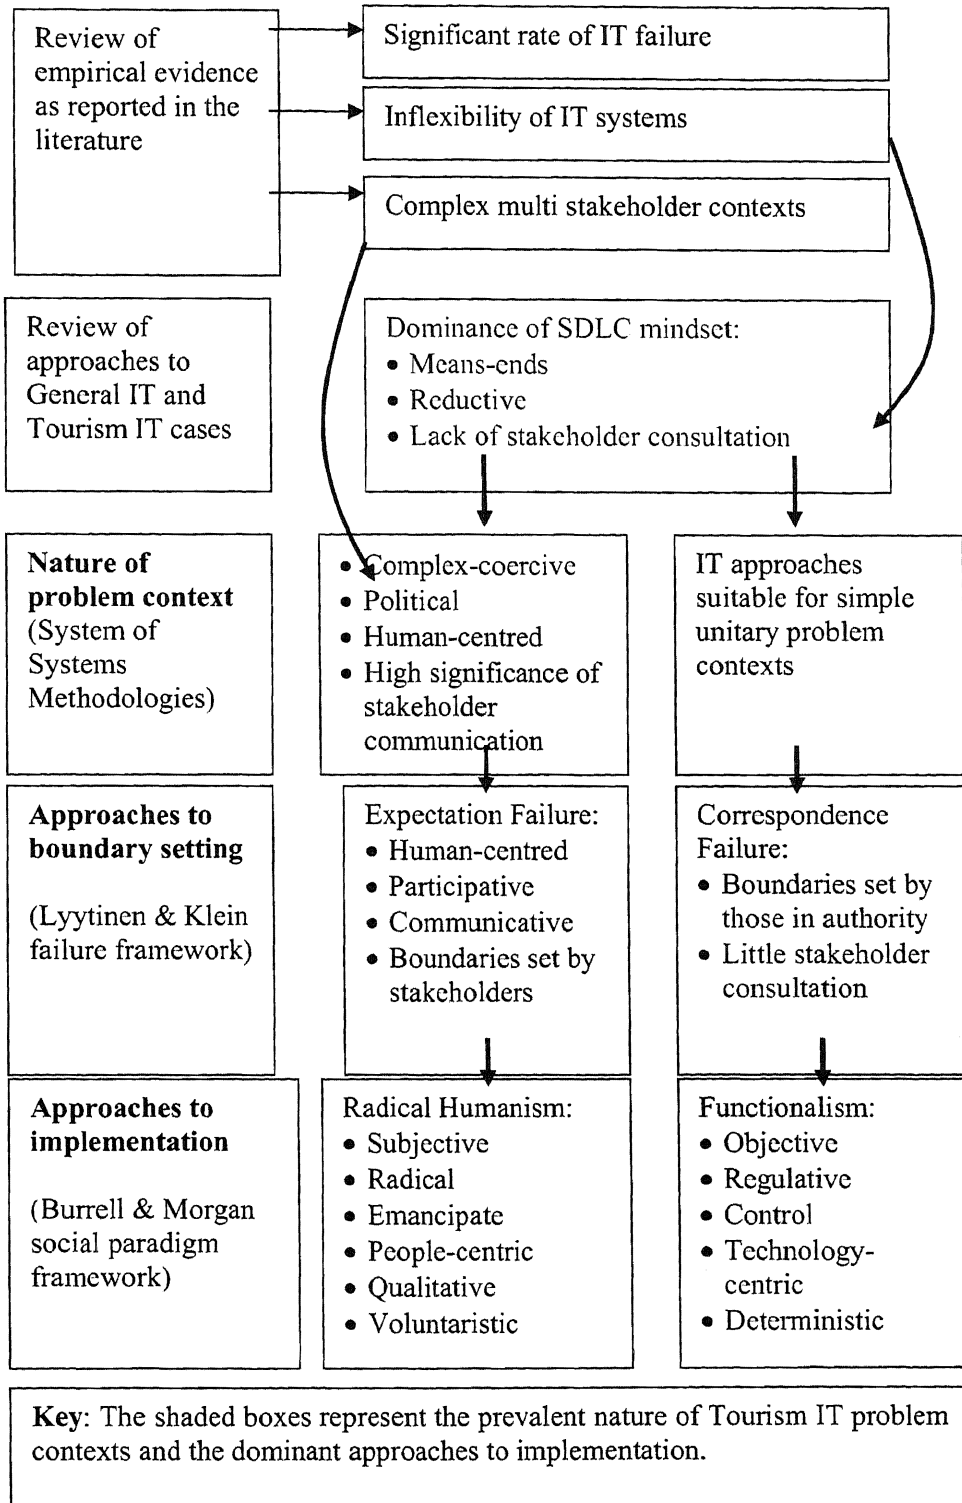 Review of
empirical evidence
as reported in the
literature
Significant rate of IT failure
Inflexibility of IT systems
Complex multi stakeholder contexts
Review of
approaches to
General IT and
Tourism IT cases
Dominance of SDLC mindset:
• Means-ends
• Reductive
• Lack of stakeholder consultation
Nature of
problem context
(System of
Systems
Methodologies)
• Complex-coercive
• Political
• Human-centred
• High significance of
stakeholder
communication
IT approaches
suitable for simple
unitary problem
contexts
Approaches to
boundary setting
(Lyytinen & Klein
failure framework)
Expectation Failure:
• Human-centred
• Participative
• Communicative
• Boundaries set by
stakeholders
Correspondence
Failure:
• Boundaries set by
those in authority
• Little stakeholder
consultation
Approaches to
implementation
(Burrell & Morgan
social paradigm
framework)
Radical Humanism:
• Subjective
• Radical
• Emancipate
• People-centric
• Qualitative
• Voluntaristic
Functionalism:
• Objective
• Regulative
• Control
• Technology-
centric
• Deterministic
Key: The shaded boxes represent the prevalent nature of Tourism IT problem
contexts and the dominant approaches to implementation.